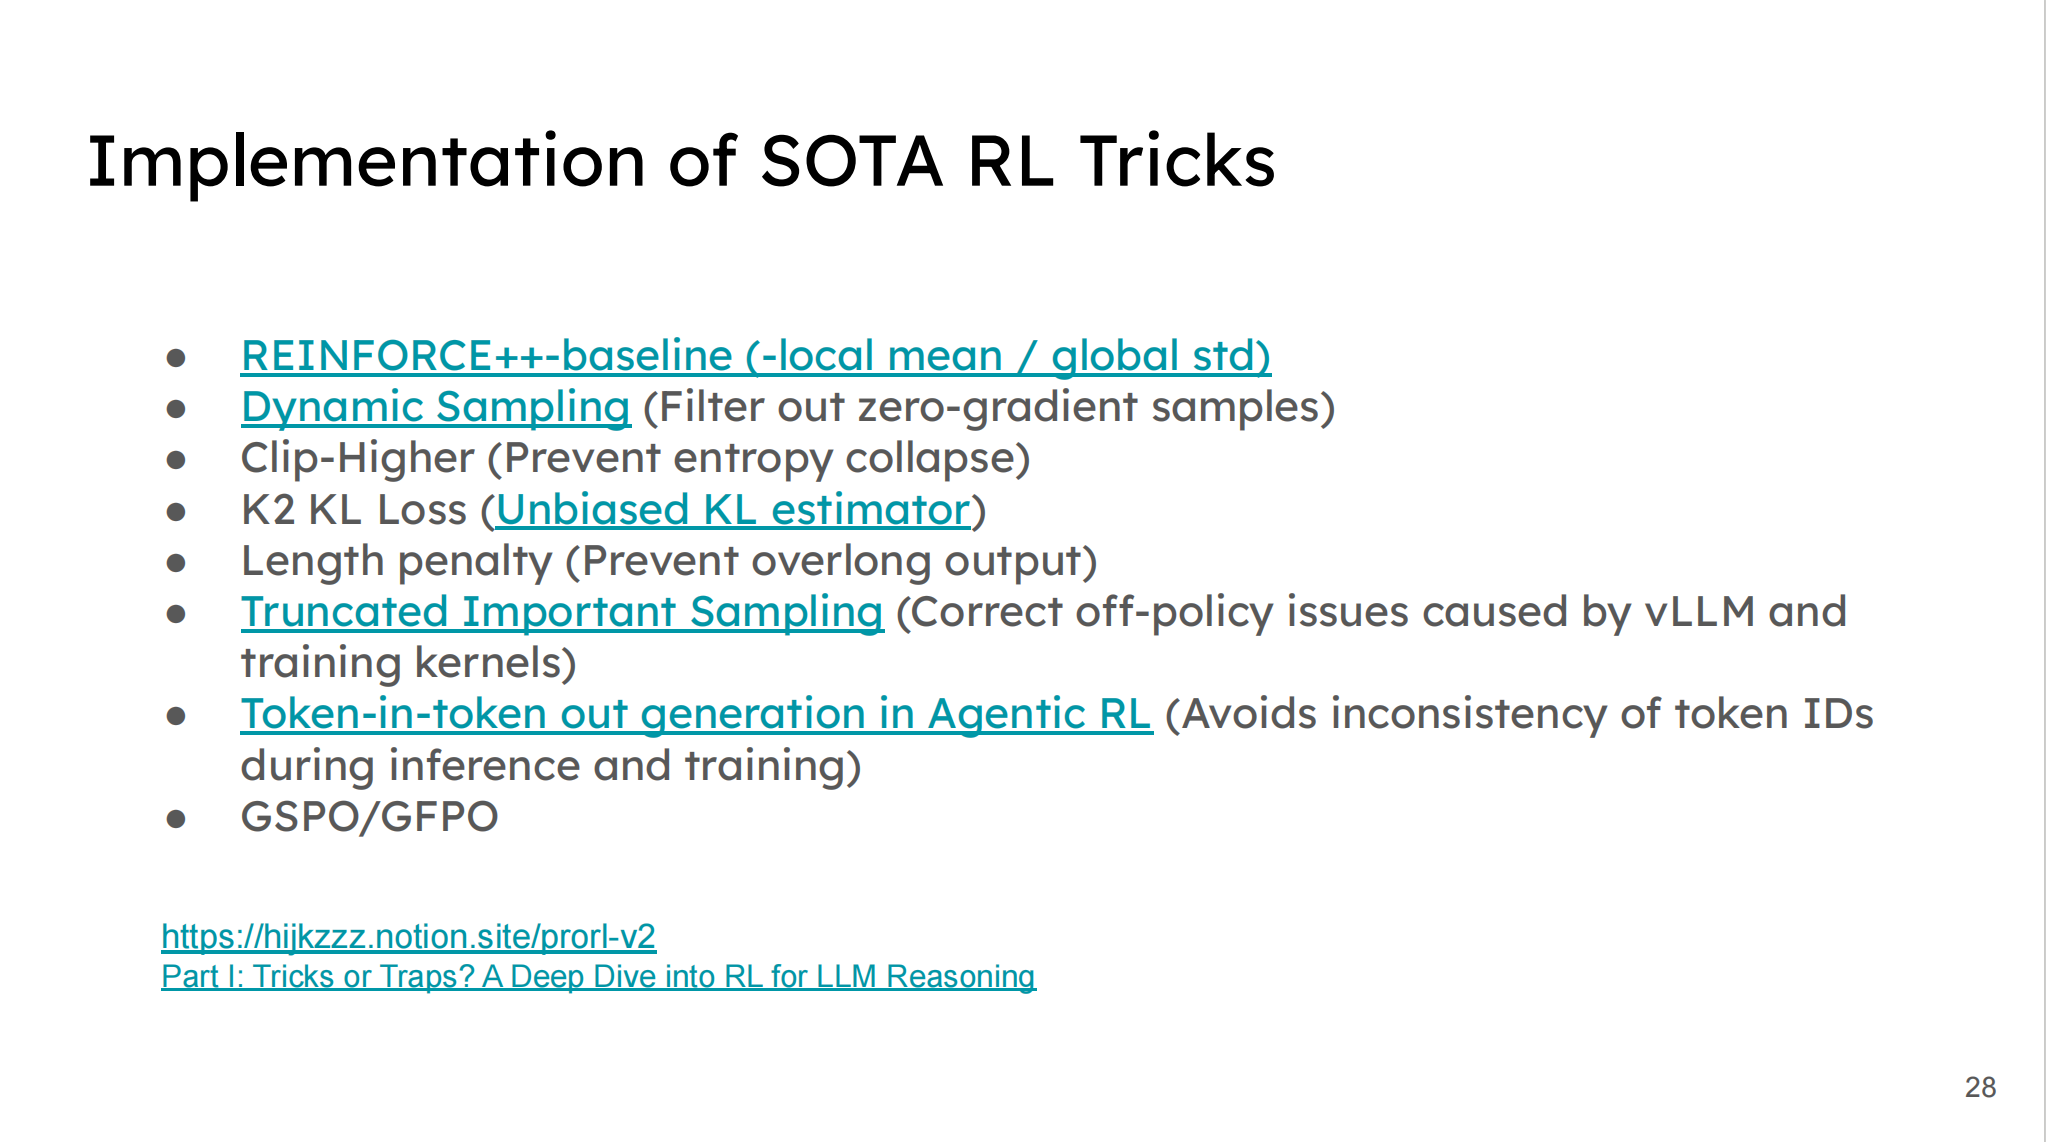 Implementation of SOTA RL Tricks
● REINFORCE++-baseline (-local mean / global std)
● Dynamic Sampling (Filter out zero-gradient samples)
● Clip-Higher (Prevent entropy collapse)
● K2 KL Loss (Unbiased KL estimator)
● Length penalty (Prevent overlong output)
● Truncated Important Sampling (Correct off-policy issues caused by vLLM and
training kernels)
● Token-in-token out generation in Agentic RL (Avoids inconsistency of token IDs
during inference and training)
● GSPO/GFPO
https://hijkzzz.notion.site/prorl-v2
Part I: Tricks or Traps? A Deep Dive into RL for LLM Reasoning
28